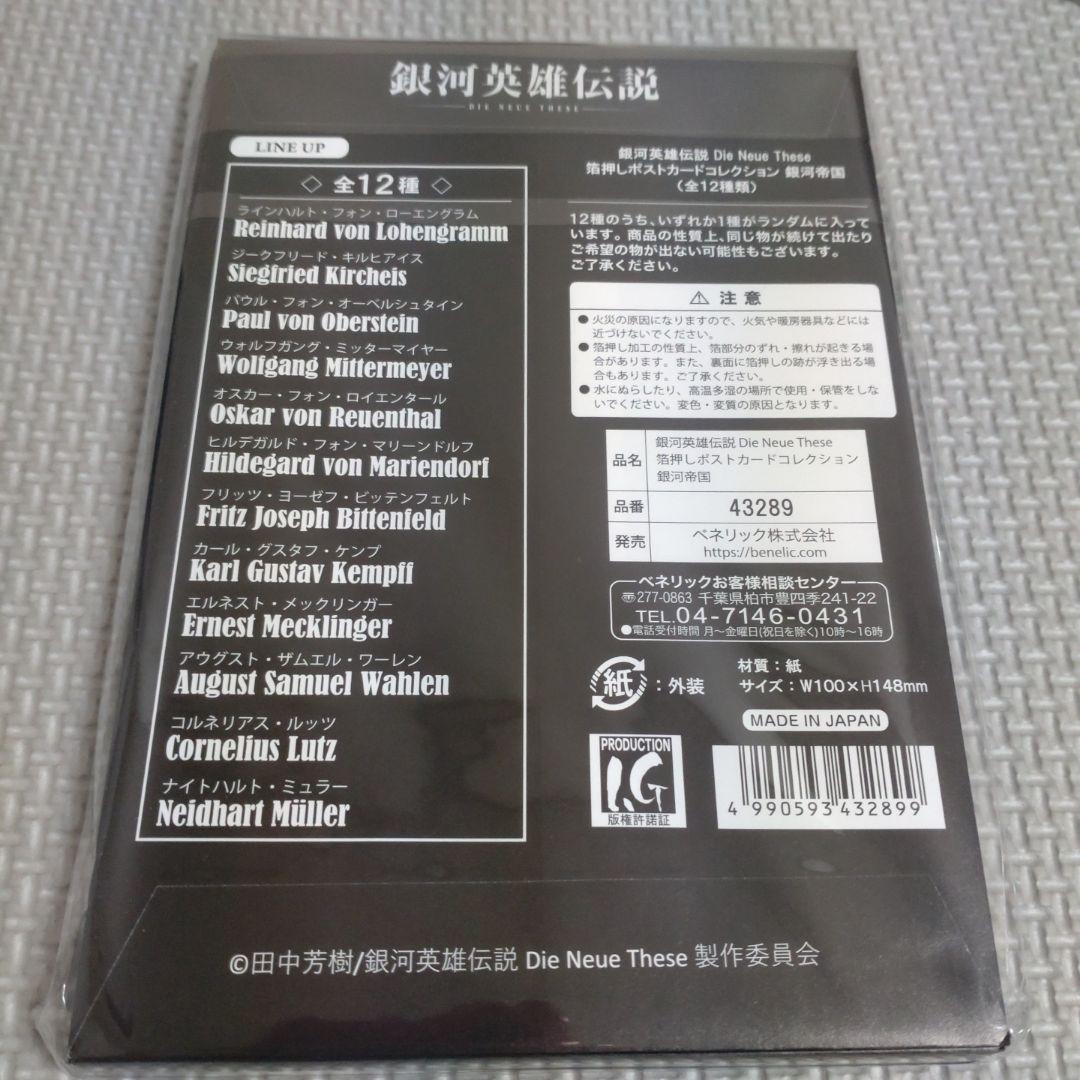 銀河英雄伝説
DIE NEUE THESE
LINE UP
◇ 全12種 ◇
ラインハルト・フォン・ローエングラム
Reinhard von Lohengramm
ジークフリード・キルヒアイス
Siegfried Kircheis
パウル・フォン・オーベルシュタイン
Paul von Oberstein
ウォルフガング・ミッターマイヤー
Wolfgang Mittermeyer
オスカー・フォン・ロイエンタール
Oskar von Reuenthal
ヒルデガルド・フォン・マリーンドルフ
Hildegard von Mariendorf
フリッツ・ヨーゼフ・ビッテンフェルト
Fritz Joseph Bittenfeld
カール・グスタフ・ケンプ
Karl Gustav Kempff
エルネスト・メックリンガー
Ernest Mecklinger
アウグスト・ザムエル・ワーレン
August Samuel Wahlen
コルネリアス・ルッツ
Cornelius Lutz
ナイトハルト・ミュラー
Neidhart Müller
銀河英雄伝説 Die Neue These
箔押しポストカードコレクション 銀河帝国
(全12種類)
12種のうち、いずれか1種がランダムに入って
います。商品の性質上、同じ物が続けて出たり
ご希望の物が出ない可能性もございます。
ご了承ください。
⚠ 注意
●火災の原因になりますので、火気や暖房器具などには
近づけないでください。
●箔押し加工の性質上、箔部分のずれ・擦れが起きる場
合があります。また、裏面に箔押しの跡が浮き出る場
合もあります。ご了承ください。
●水にぬらしたり、高温多湿の場所で使用・保管をしな
いでください。変色・変質の原因となります。
品名
銀河英雄伝説 Die Neue These
箔押しポストカードコレクション
銀河帝国
品番 43289
発売 ベネリック株式会社
https://benelic.com
ベネリックお客様相談センター
〒277-0863 千葉県柏市豊四季241-22
TEL.04-7146-0431
●電話受付時間 月〜金曜日(祝日を除く)10時〜16時
紙:外装
材質:紙
サイズ:W100×H148mm
MADE IN JAPAN
PRODUCTION
I.G
版権許諾証
4 990593 432899
©田中芳樹/銀河英雄伝説 Die Neue These 製作委員会